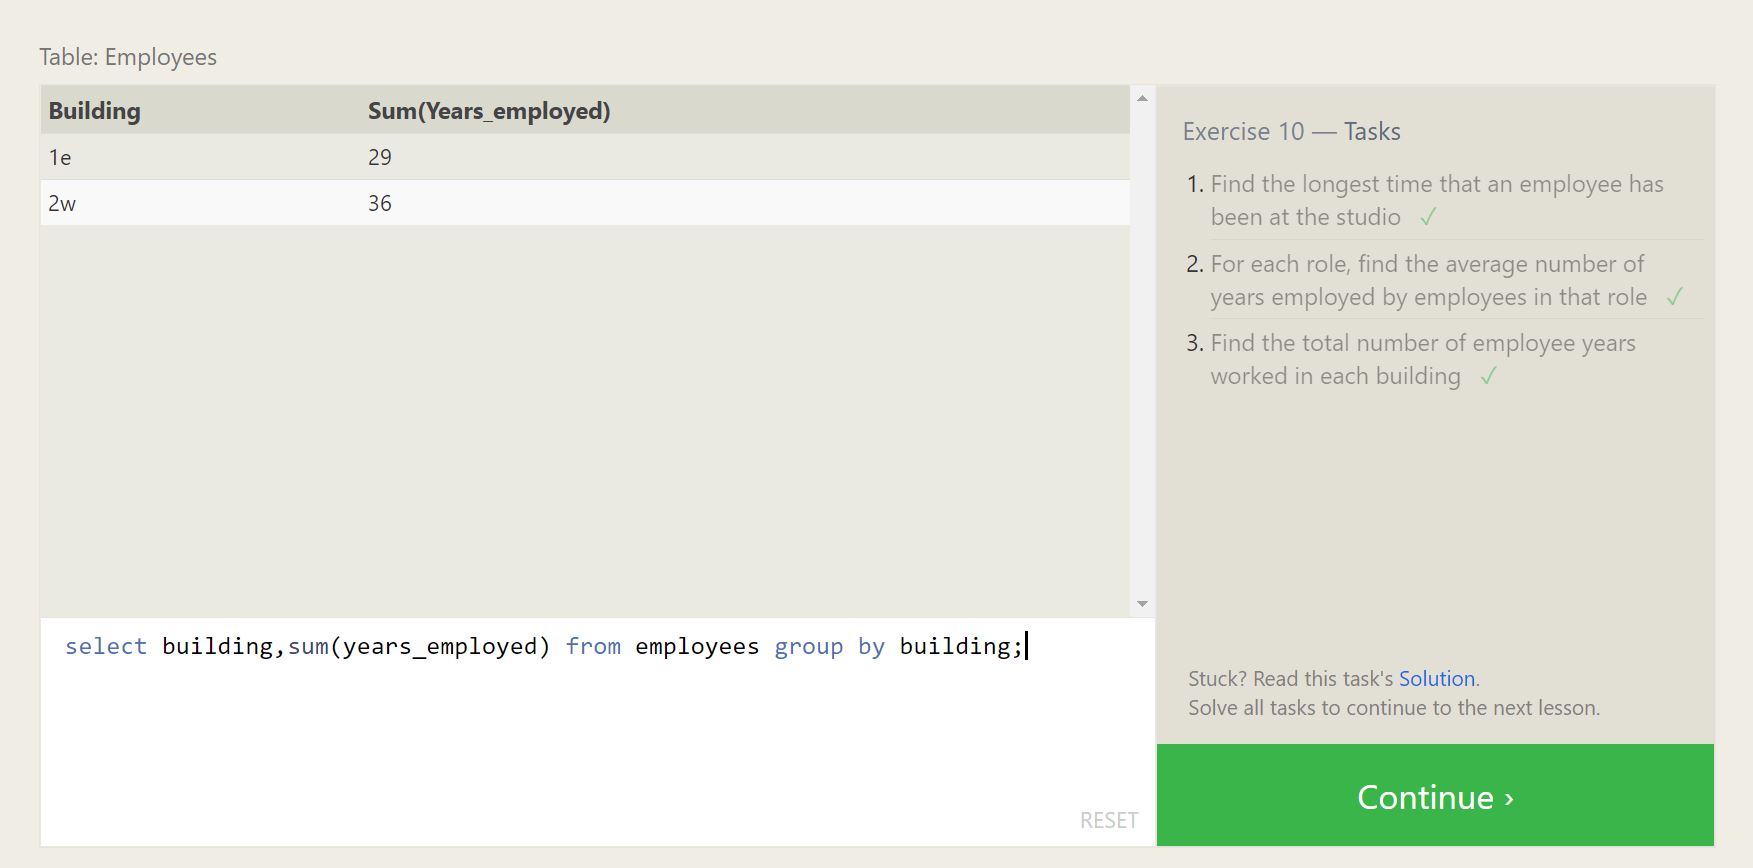 Table: Employees
Building Sum(Years_employed)
1e 29
2w 36
select building,sum(years_employed) from employees group by building;
RESET
Exercise 10 — Tasks
1. Find the longest time that an employee has
been at the studio ✓
2. For each role, find the average number of
years employed by employees in that role ✓
3. Find the total number of employee years
worked in each building ✓
Stuck? Read this task's Solution.
Solve all tasks to continue to the next lesson.
Continue ›